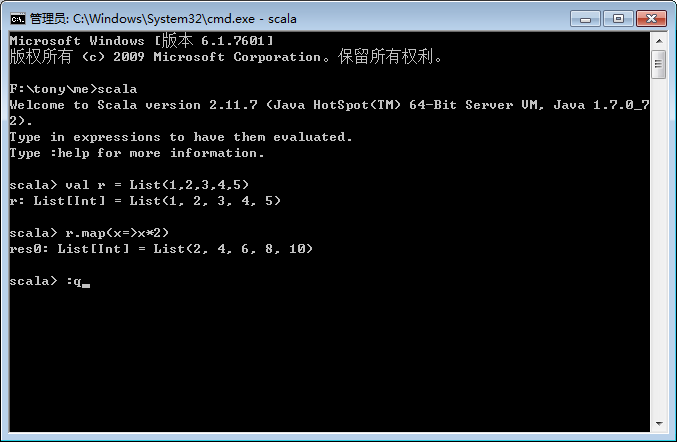 管理员: C:\Windows\System32\cmd.exe - scala
Microsoft Windows [版本 6.1.7601]
版权所有 (c) 2009 Microsoft Corporation。保留所有权利。
F:\tony\me>scala
Welcome to Scala version 2.11.7 (Java HotSpot(TM) 64-Bit Server VM, Java 1.7.0_7
2).
Type in expressions to have them evaluated.
Type :help for more information.
scala> val r = List(1,2,3,4,5)
r: List[Int] = List(1, 2, 3, 4, 5)
scala> r.map(x=>x*2)
res0: List[Int] = List(2, 4, 6, 8, 10)
scala> :q